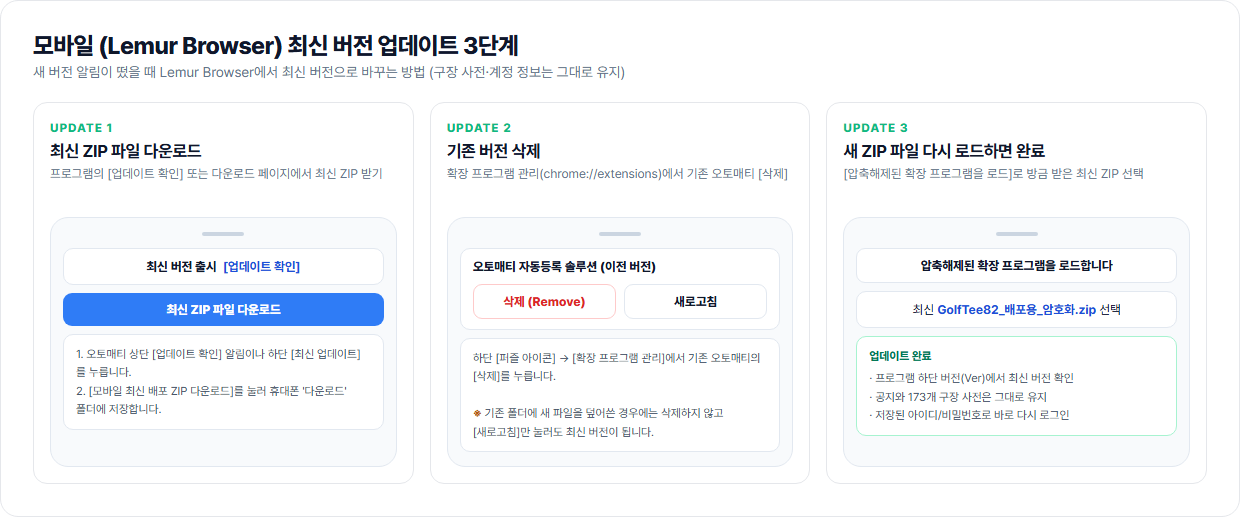 모바일 (Lemur Browser) 최신 버전 업데이트 3단계
새 버전 알림이 떴을 때 Lemur Browser에서 최신 버전으로 바꾸는 방법 (구장 사전·계정 정보는 그대로 유지)
UPDATE 1
최신 ZIP 파일 다운로드
프로그램의 [업데이트 확인] 또는 다운로드 페이지에서 최신 ZIP 받기
최신 버전 출시 [업데이트 확인]
최신 ZIP 파일 다운로드
1. 오토매티 상단 [업데이트 확인] 알림이나 하단 [최신 업데이트]
를 누릅니다.
2. [모바일 최신 배포 ZIP 다운로드]를 눌러 휴대폰 '다운로드'
폴더에 저장합니다.
UPDATE 2
기존 버전 삭제
확장 프로그램 관리(chrome://extensions)에서 기존 오토매티 [삭제]
오토매티 자동등록 솔루션 (이전 버전)
삭제 (Remove)
새로고침
하단 [퍼즐 아이콘] → [확장 프로그램 관리]에서 기존 오토매티의
[삭제]를 누릅니다.
※ 기존 폴더에 새 파일을 덮어쓴 경우에는 삭제하지 않고
[새로고침]만 눌러도 최신 버전이 됩니다.
UPDATE 3
새 ZIP 파일 다시 로드하면 완료
[압축해제된 확장 프로그램을 로드]로 방금 받은 최신 ZIP 선택
압축해제된 확장 프로그램을 로드합니다
최신 GolfTee82_배포용_암호화.zip 선택
업데이트 완료
· 프로그램 하단 버전(Ver)에서 최신 버전 확인
· 공지와 173개 구장 사전은 그대로 유지
· 저장된 아이디/비밀번호로 바로 다시 로그인